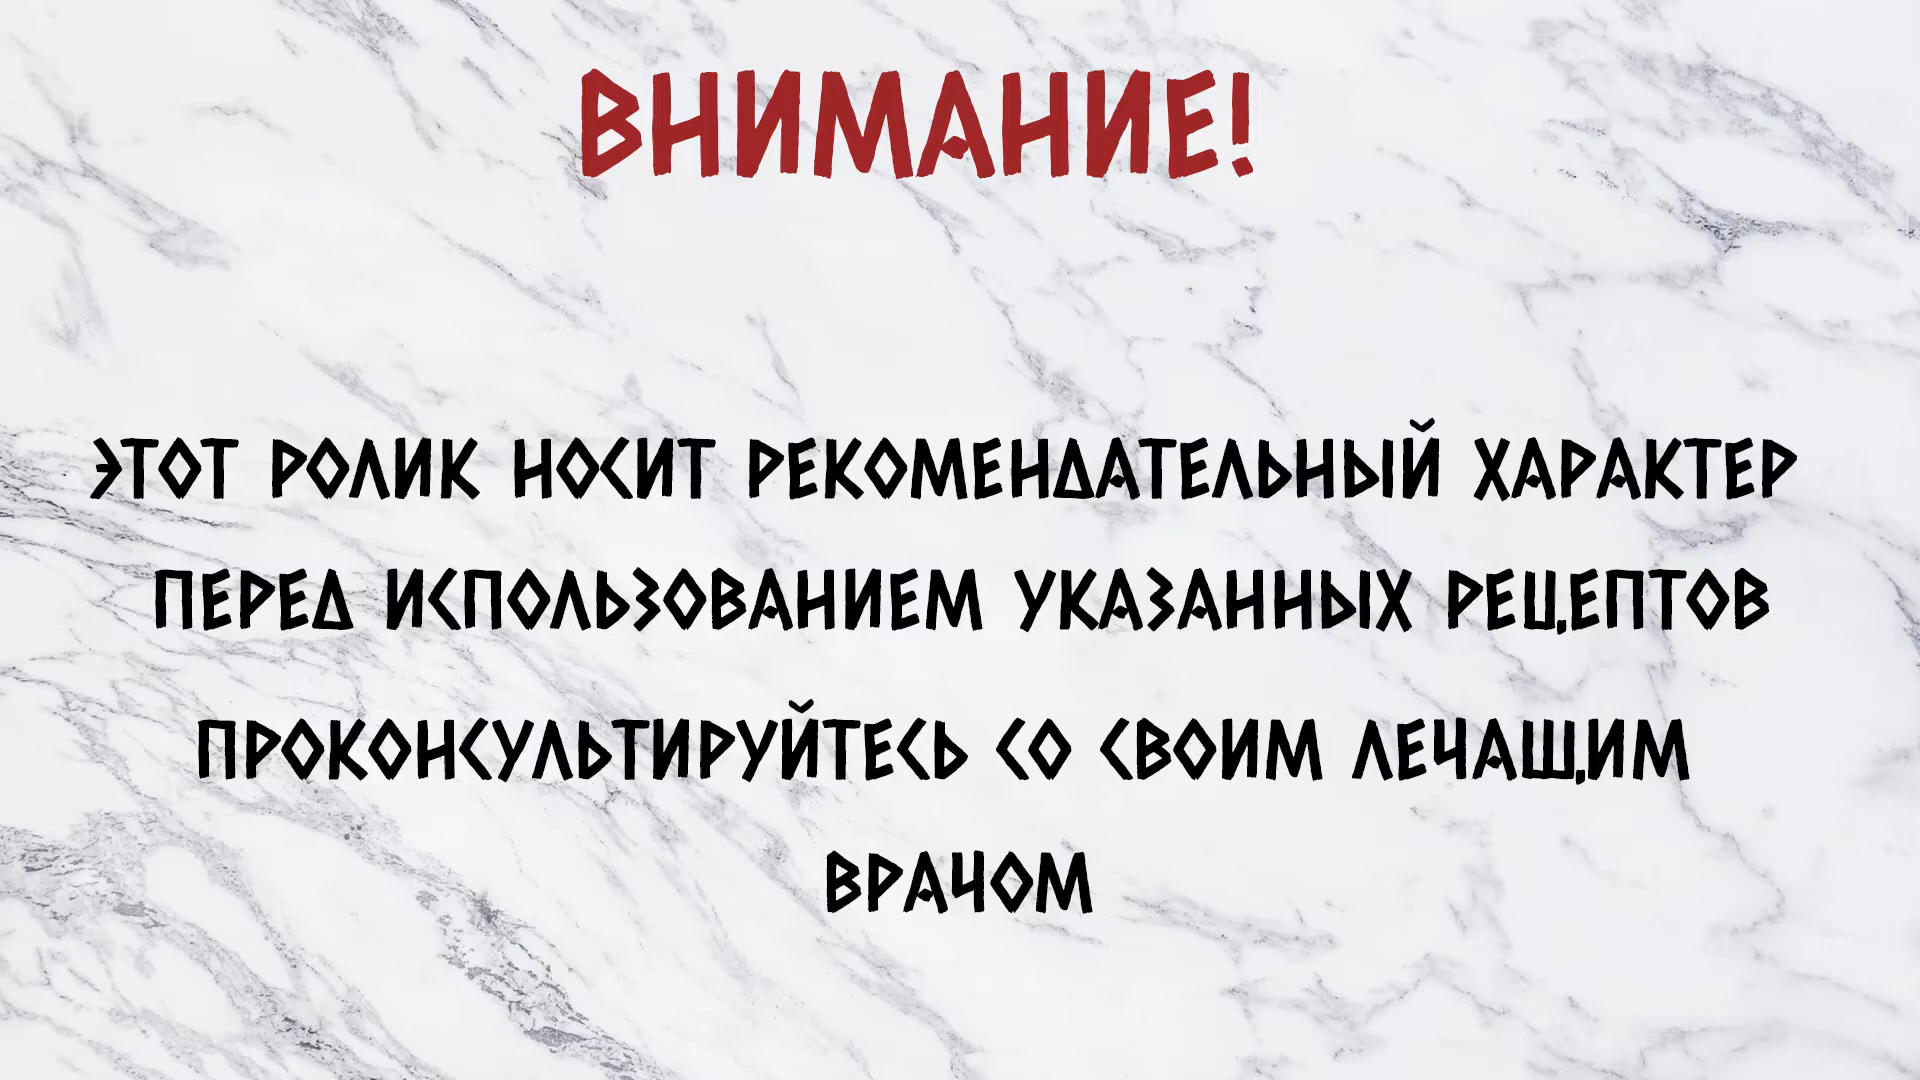 ВНИМАНИЕ!
ЭТОТ РОЛИК НОСИТ РЕКОМЕНДАТЕЛЬНЫЙ ХАРАКТЕР
ПЕРЕД ИСПОЛЬЗОВАНИЕМ УКАЗАННЫХ РЕЦЕПТОВ
ПРОКОНСУЛЬТИРУЙТЕСЬ СО СВОИМ ЛЕЧАЩИМ
ВРАЧОМ